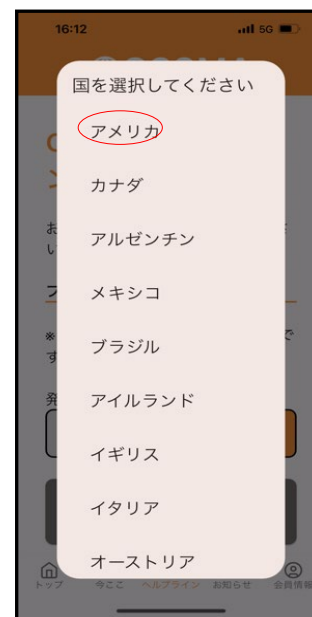 16:12
5G
国を選択してください
アメリカ
カナダ
アルゼンチン
メキシコ
ブラジル
アイルランド
イギリス
イタリア
オーストリア
トップ 今ここ ヘルプライン お知らせ 会員情報